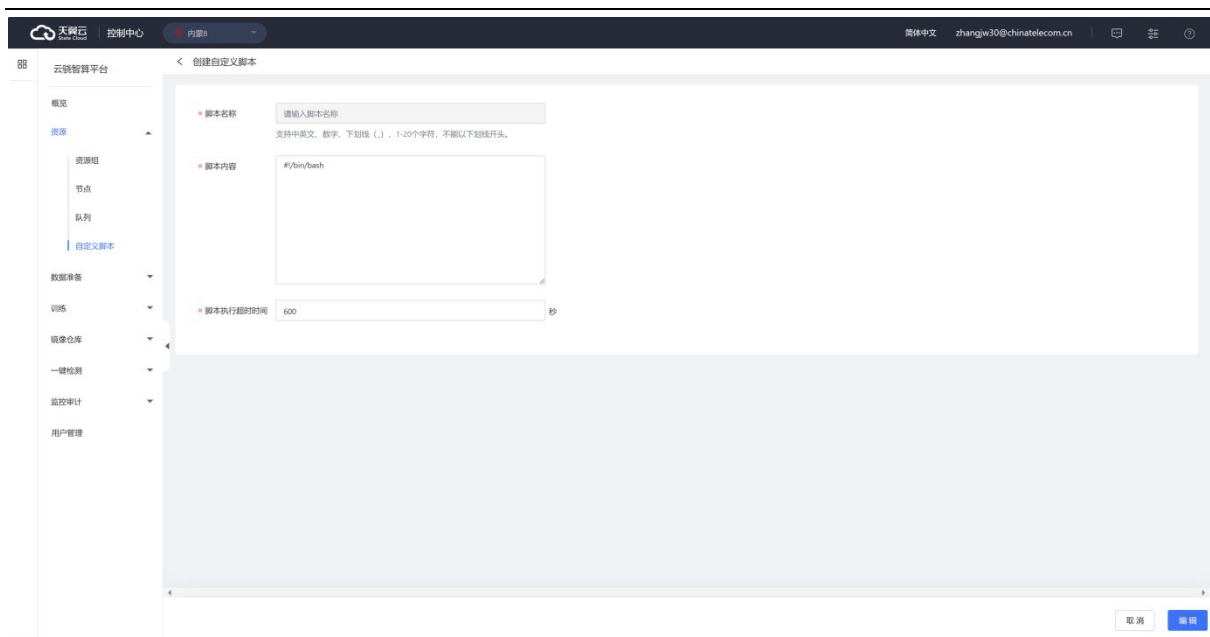 天翼云
State Cloud
控制中心
内蒙8
简体中文
zhangjw30@chinatelecom.cn
云骁智算平台
概览
资源
资源组
节点
队列
自定义脚本
数据准备
训练
镜像仓库
一键检测
监控审计
用户管理
< 创建自定义脚本
* 脚本名称
请输入脚本名称
支持中英文、数字、下划线（_），1-20个字符，不能以下划线开头。
* 脚本内容
#!/bin/bash
* 脚本执行超时时间
600
秒
取消
编辑